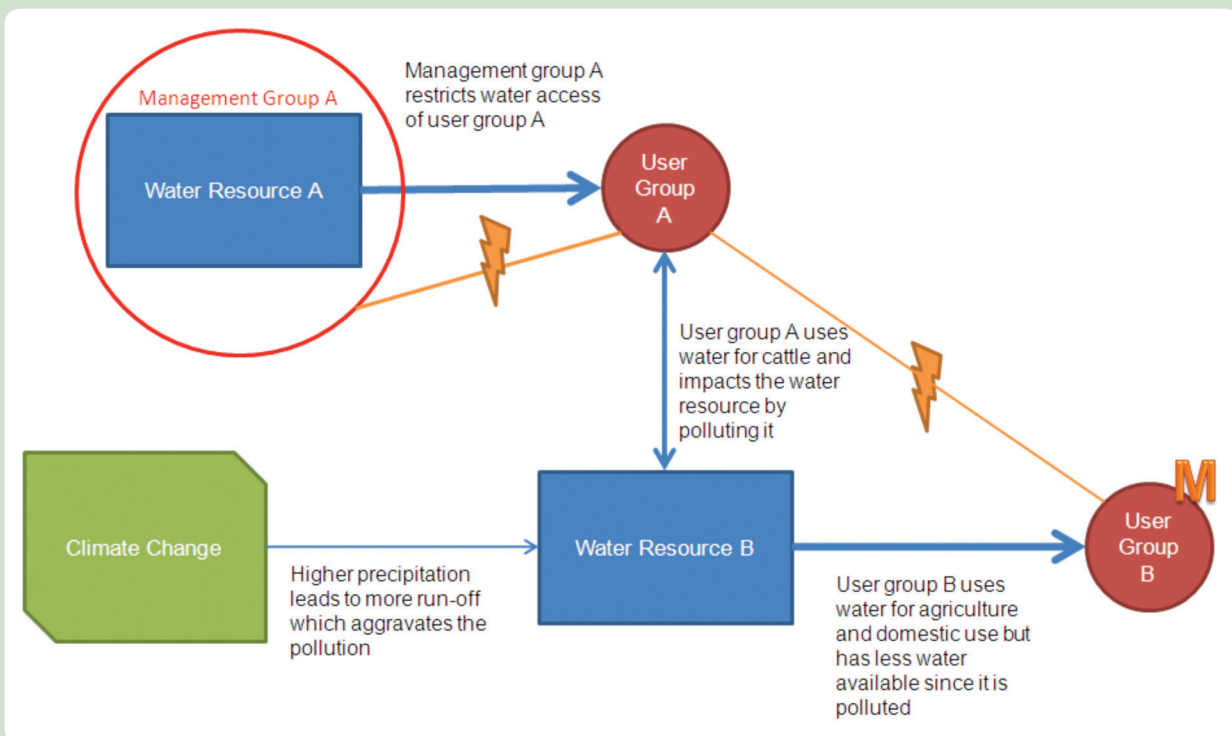 Management group A
restricts water access
of user group A
Management Group A
Water Resource A
User
Group
A
User group A uses
water for cattle and
impacts the water
resource by
polluting it
M
Climate Change
Water Resource B
User
Group
B
Higher precipitation
leads to more run-off
which aggravates the
pollution
User group B uses
water for agriculture
and domestic use but
has less water
available since it is
polluted